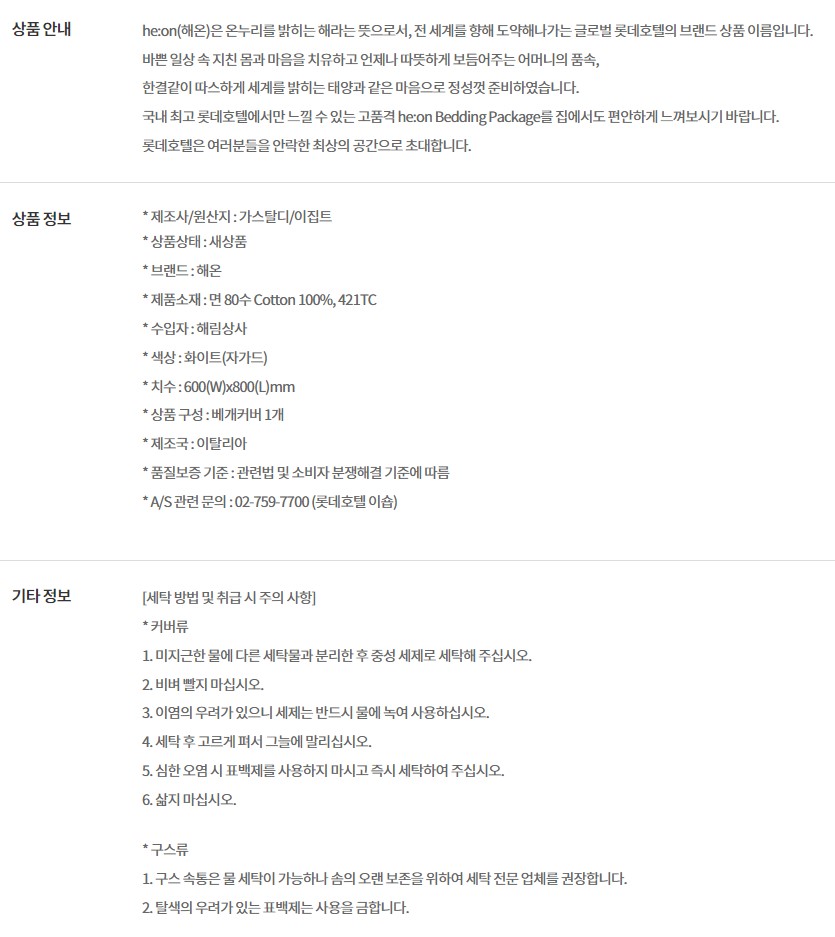 상품 안내
he:on(해온)은 온누리를 밝히는 해라는 뜻으로서, 전 세계를 향해 도약해나가는 글로벌 롯데호텔의 브랜드 상품 이름입니다.
바쁜 일상 속 지친 몸과 마음을 치유하고 언제나 따뜻하게 보듬어주는 어머니의 품속,
한결같이 따스하게 세계를 밝히는 태양과 같은 마음으로 정성껏 준비하였습니다.
국내 최고 롯데호텔에서만 느낄 수 있는 고품격 he:on Bedding Package를 집에서도 편안하게 느껴보시기 바랍니다.
롯데호텔은 여러분들을 안락한 최상의 공간으로 초대합니다.
상품 정보
* 제조사/원산지 : 가스탈디/이집트
* 상품상태 : 새상품
* 브랜드 : 해온
* 제품소재 : 면 80수 Cotton 100%, 421TC
* 수입자 : 해림상사
* 색상 : 화이트(자가드)
* 치수 : 600(W)x800(L)mm
* 상품 구성 : 베개커버 1개
* 제조국 : 이탈리아
* 품질보증 기준 : 관련법 및 소비자 분쟁해결 기준에 따름
* A/S 관련 문의 : 02-759-7700 (롯데호텔 이숍)
기타 정보
[세탁 방법 및 취급 시 주의 사항]
* 커버류
1. 미지근한 물에 다른 세탁물과 분리한 후 중성 세제로 세탁해 주십시오.
2. 비벼 빨지 마십시오.
3. 이염의 우려가 있으니 세제는 반드시 물에 녹여 사용하십시오.
4. 세탁 후 고르게 펴서 그늘에 말리십시오.
5. 심한 오염 시 표백제를 사용하지 마시고 즉시 세탁하여 주십시오.
6. 삶지 마십시오.
* 구스류
1. 구스 속통은 물 세탁이 가능하나 솜의 오랜 보존을 위하여 세탁 전문 업체를 권장합니다.
2. 탈색의 우려가 있는 표백제는 사용을 금합니다.